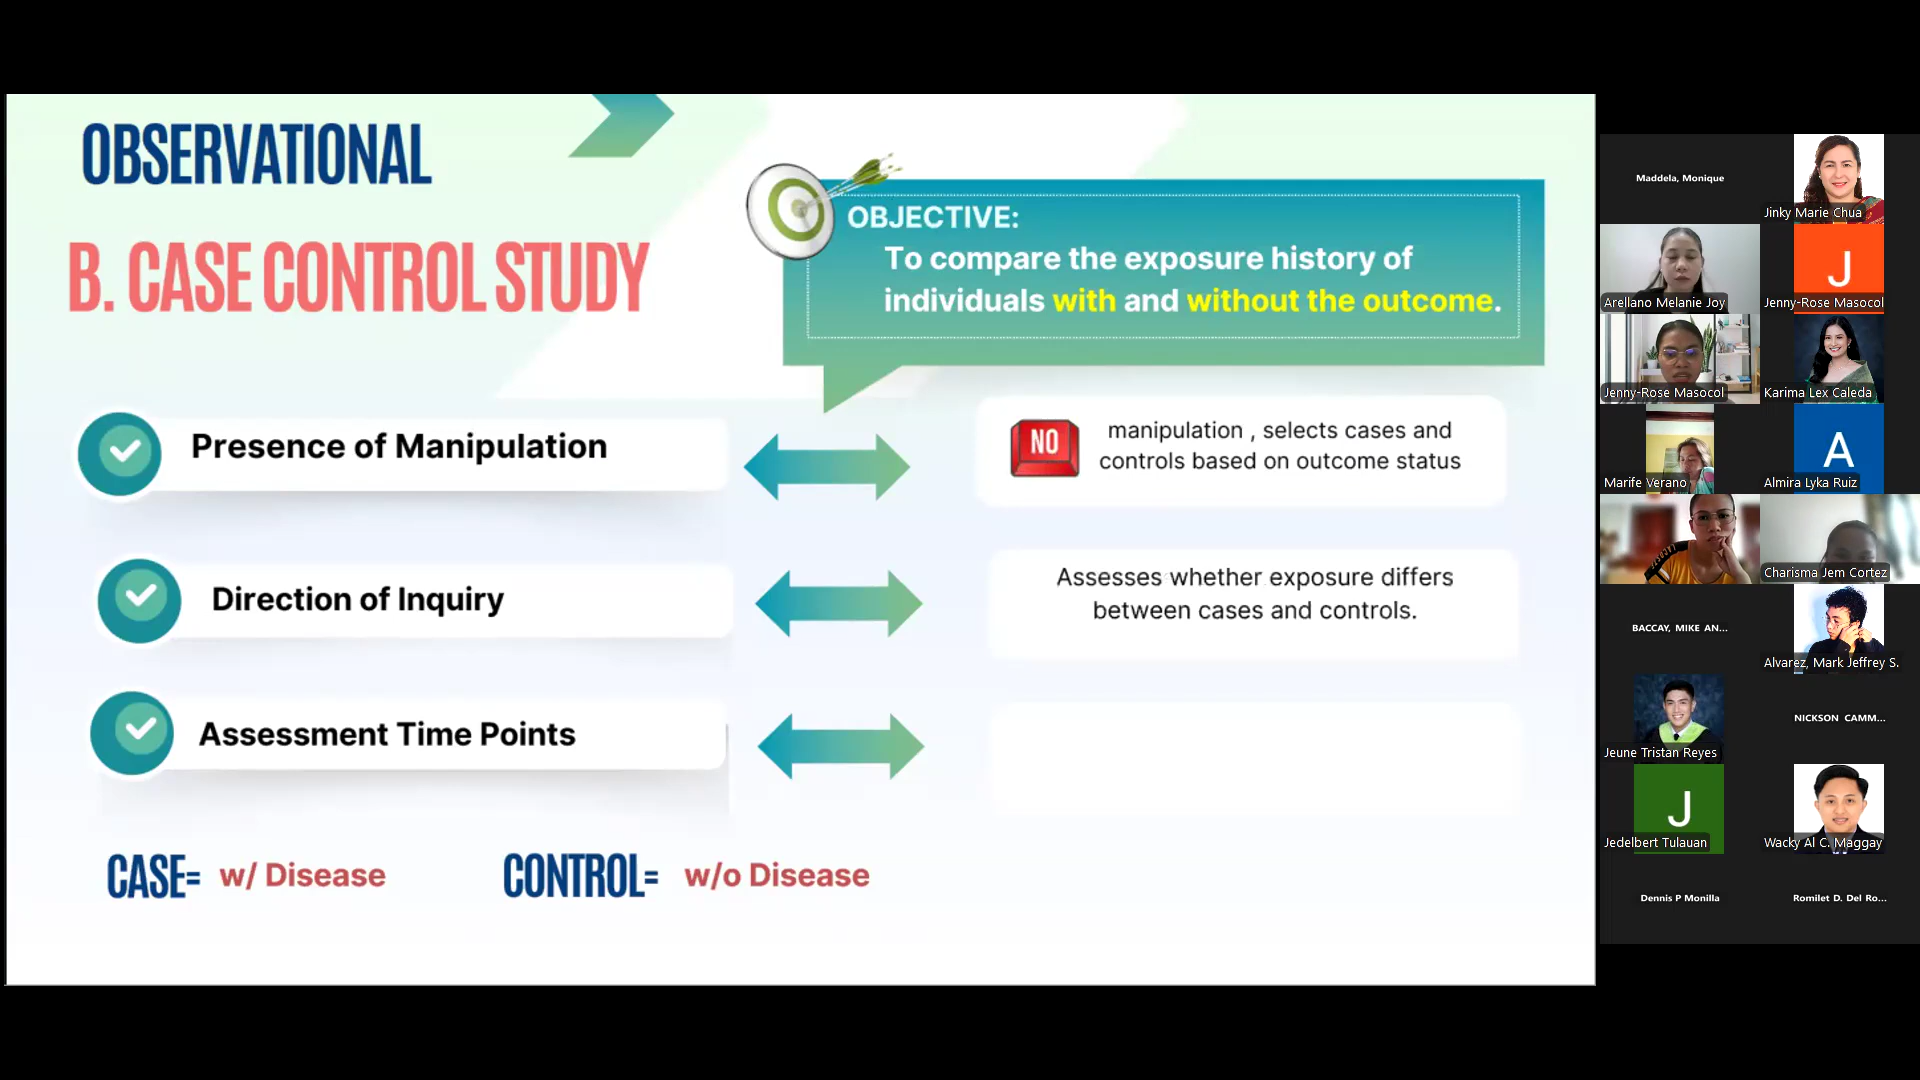 OBSERVATIONAL
B. CASE CONTROL STUDY
OBJECTIVE:
To compare the exposure history of
individuals with and without the outcome.
Presence of Manipulation
NO
manipulation , selects cases and
controls based on outcome status
Direction of Inquiry
Assesses whether exposure differs
between cases and controls.
Assessment Time Points
CASE= w/ Disease
CONTROL= w/o Disease
Maddela, Monique
Jinky Marie Chua
Arellano Melanie Joy
J
Jenny-Rose Masocol
Jenny-Rose Masocol
Karima Lex Caleda
Marife Verano
A
Almira Lyka Ruiz
Charisma Jem Cortez
BACCAY, MIKE AN...
Alvarez, Mark Jeffrey S.
Jeune Tristan Reyes
NICKSON CAMM...
J
Jedelbert Tulauan
Wacky Al C. Maggay
Dennis P Monilla
Romilet D. Del Ro...